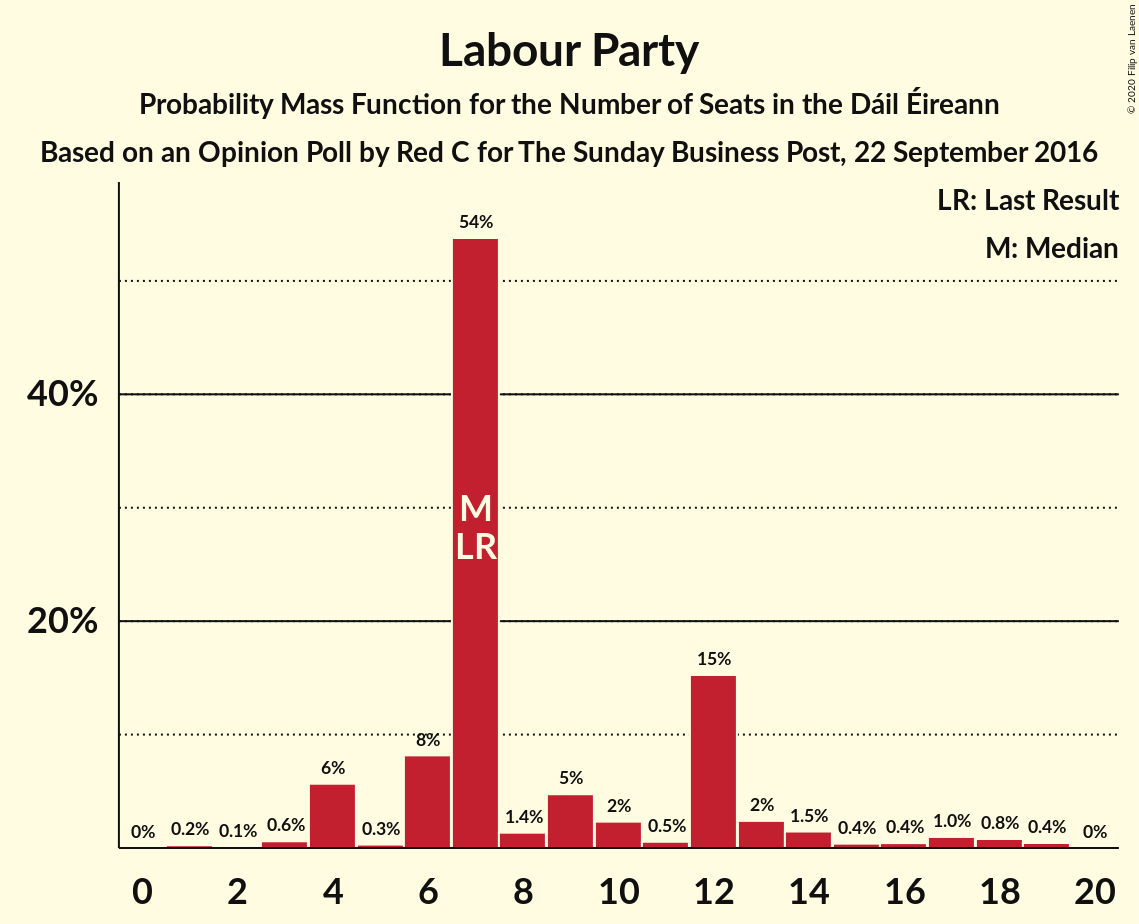 Labour Party
Probability Mass Function for the Number of Seats in the Dáil Éireann
Based on an Opinion Poll by Red C for The Sunday Business Post, 22 September 2016
© 2020 Filip van Laenen
LR: Last Result
M: Median
40%
20%
0%
0.2%
0.1%
0.6%
6%
0.3%
8%
54%
M
LR
1.4%
5%
2%
0.5%
15%
2%
1.5%
0.4%
0.4%
1.0%
0.8%
0.4%
0%
0 2 4 6 8 10 12 14 16 18 20